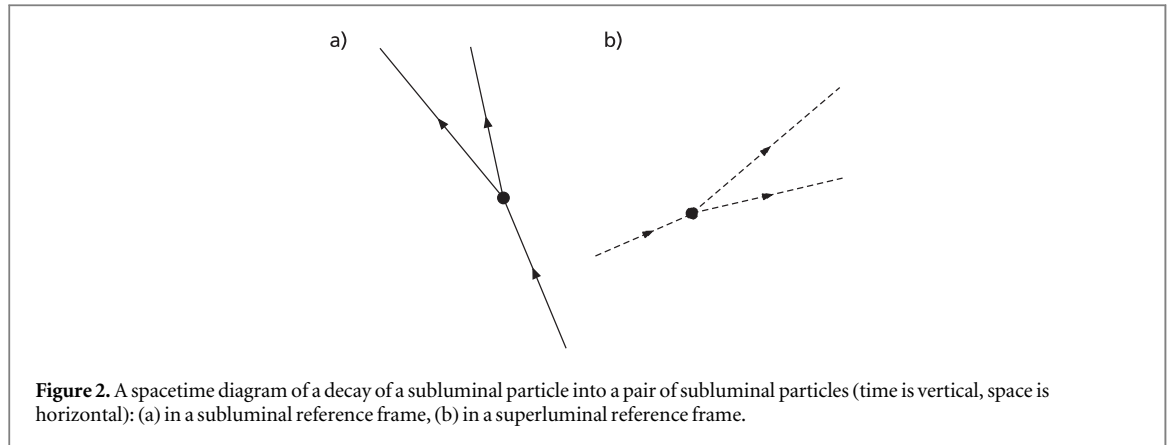 a)
b)
Figure 2. A spacetime diagram of a decay of a subluminal particle into a pair of subluminal particles (time is vertical, space is
horizontal): (a) in a subluminal reference frame, (b) in a superluminal reference frame.